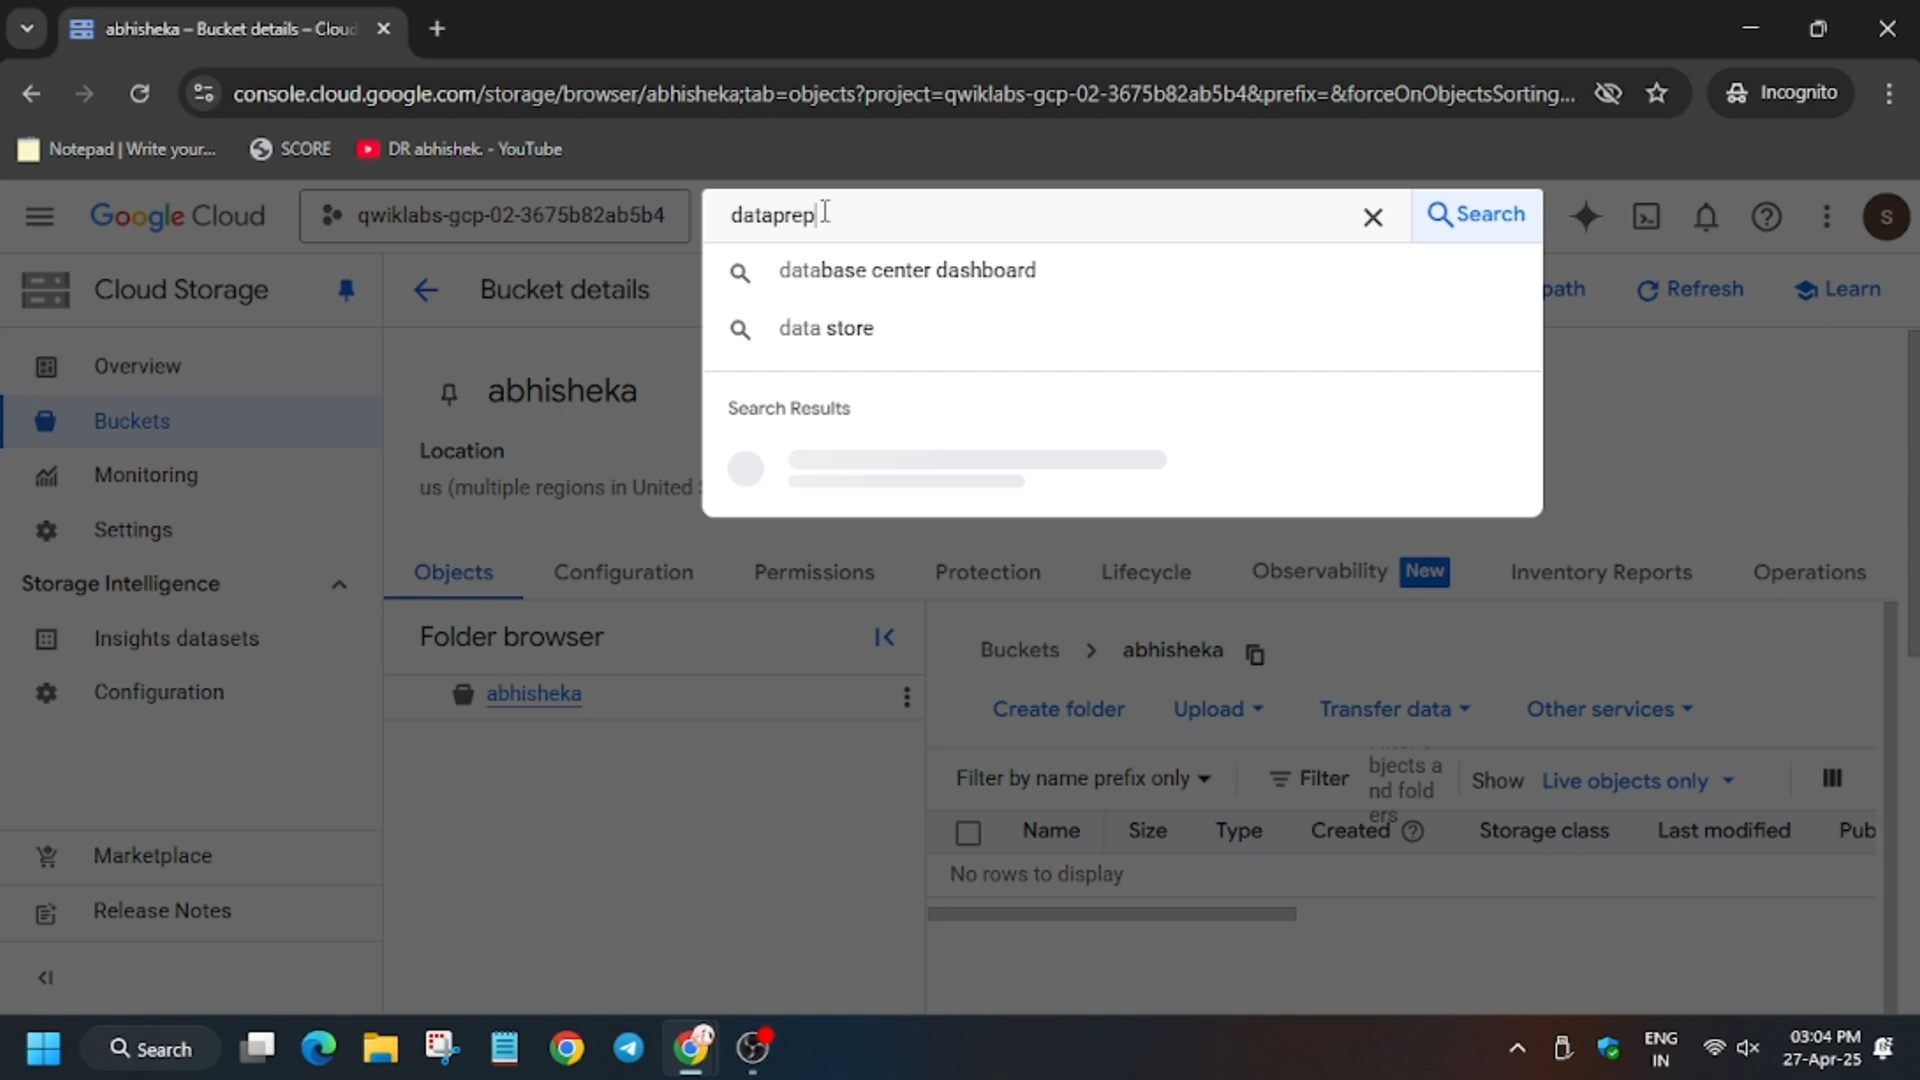 abhisheka – Bucket details – Cloud
console.cloud.google.com/storage/browser/abhisheka;tab=objects?project=qwiklabs-gcp-02-3675b82ab5b4&prefix=&forceOnObjectsSorting...
Incognito
Notepad | Write your...
SCORE
DR abhishek. - YouTube
Google Cloud
qwiklabs-gcp-02-3675b82ab5b4
dataprep
Search
S
database center dashboard
data store
Search Results
Cloud Storage
Bucket details
path
Refresh
Learn
Overview
Buckets
Monitoring
Settings
Storage Intelligence
Insights datasets
Configuration
Marketplace
Release Notes
abhisheka
Location
us (multiple regions in United
Objects
Configuration
Permissions
Protection
Lifecycle
Observability New
Inventory Reports
Operations
Folder browser
abhisheka
Buckets
abhisheka
Create folder
Upload
Transfer data
Other services
Filter by name prefix only
Filter
bjects a
nd fold
ers
Show
Live objects only
Name
Size
Type
Created
Storage class
Last modified
Pub
No rows to display
Search
ENG
IN
03:04 PM
27-Apr-25